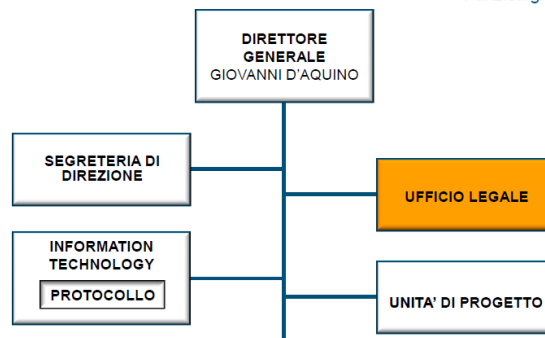 DIRETTORE
GENERALE
GIOVANNI D'AQUINO
SEGRETERIA DI
DIREZIONE
UFFICIO LEGALE
INFORMATION
TECHNOLOGY
PROTOCOLLO
UNITA' DI PROGETTO